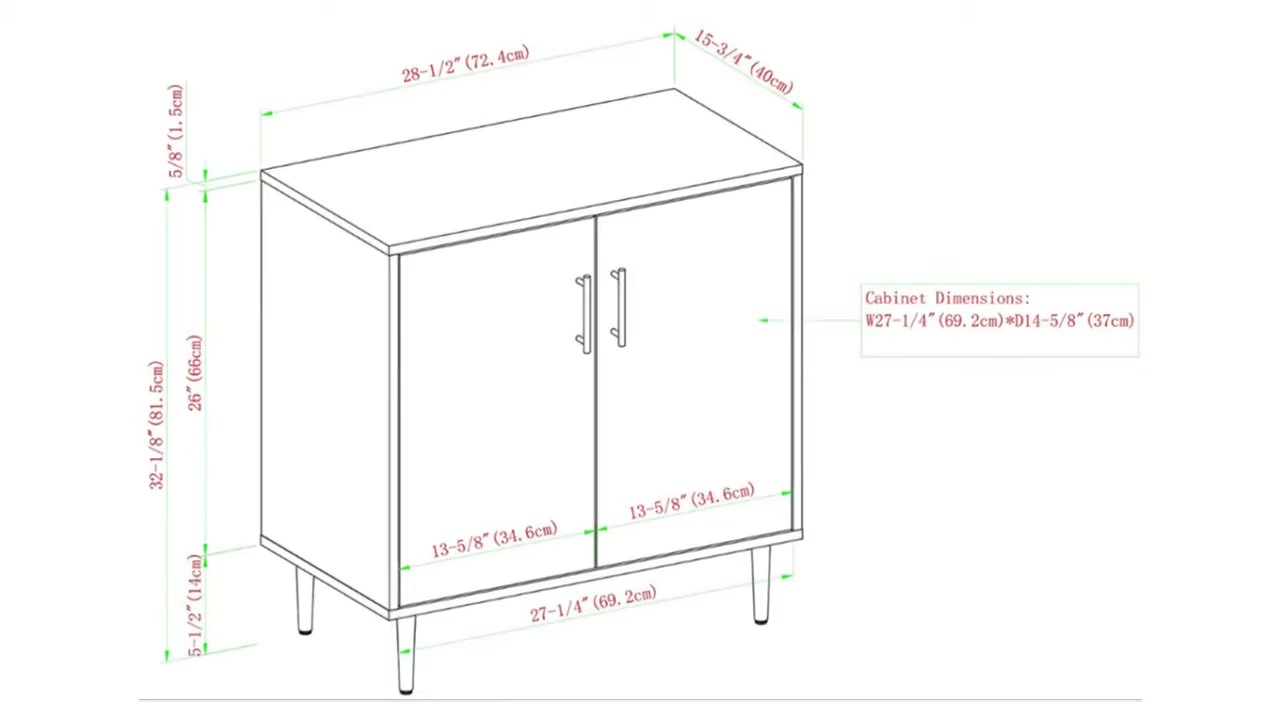 28-1/2"(72.4cm)
15-3/4"(40cm)
5/8"(1.5cm)
26"(66cm)
32-1/8"(81.5cm)
5-1/2"(14cm)
Cabinet Dimensions:
W27-1/4"(69.2cm)*D14-5/8"(37cm)
13-5/8"(34.6cm)
13-5/8"(34.6cm)
27-1/4"(69.2cm)